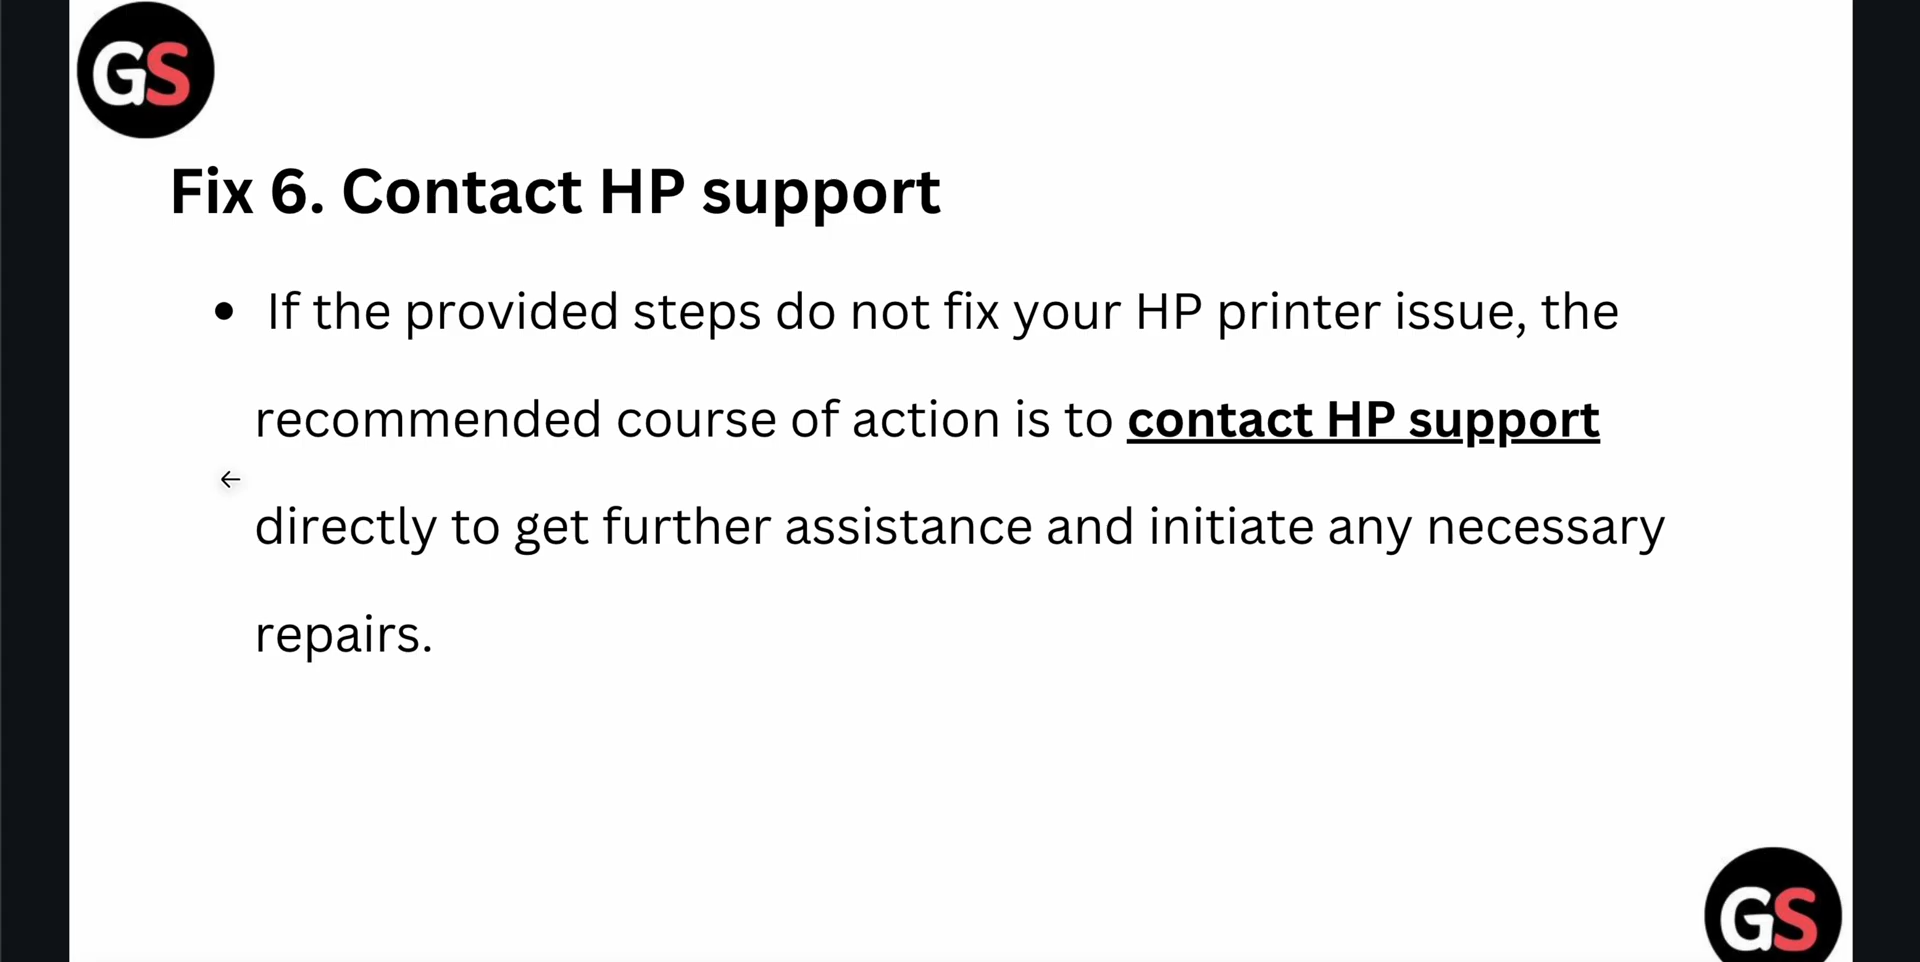 GS
Fix 6. Contact HP support
• If the provided steps do not fix your HP printer issue, the
recommended course of action is to contact HP support
directly to get further assistance and initiate any necessary
repairs.
GS